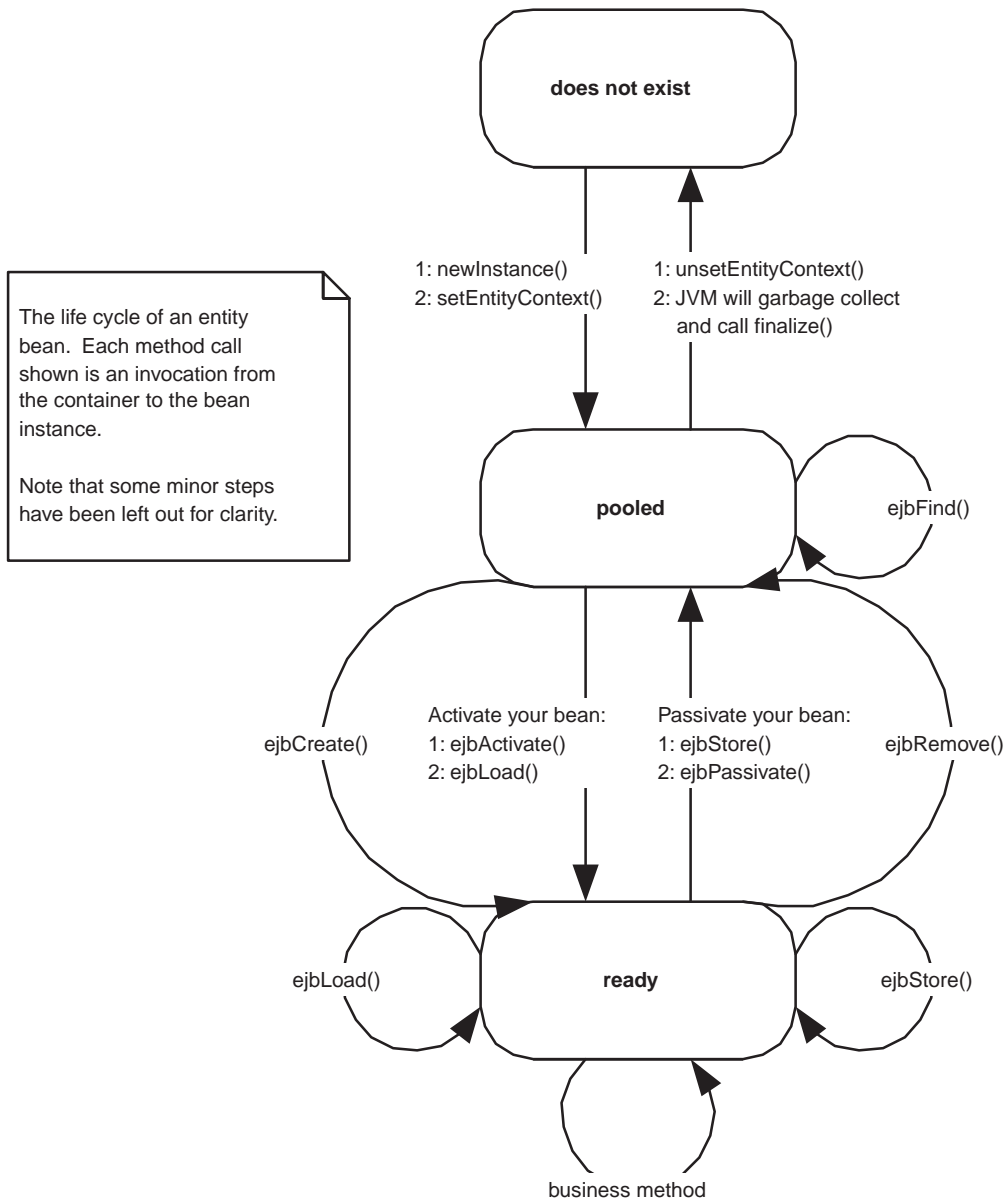 does not exist
1: newInstance()
2: setEntityContext()
1: unsetEntityContext()
2: JVM will garbage collect
and call finalize()
The life cycle of an entity
bean.  Each method call
shown is an invocation from
the container to the bean
instance.
Note that some minor steps
have been left out for clarity.
pooled
ejbFind()
ejbCreate()
Activate your bean:
1: ejbActivate()
2: ejbLoad()
Passivate your bean:
1: ejbStore()
2: ejbPassivate()
ejbRemove()
ejbLoad()
ready
ejbStore()
business method